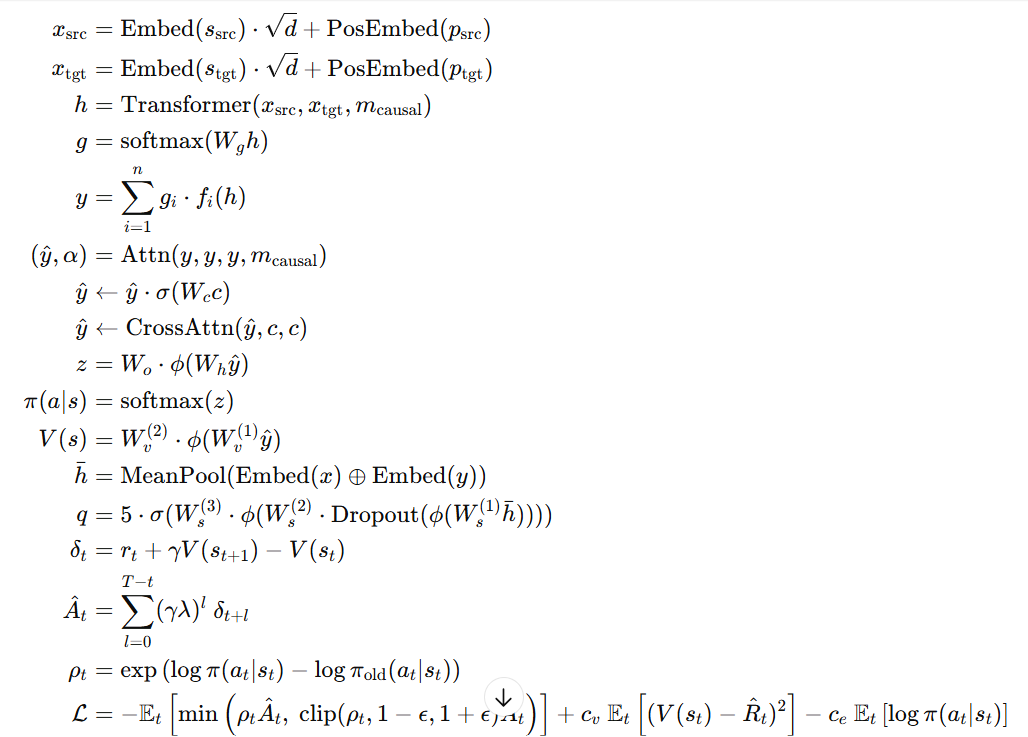 x_src = Embed(s_src) · √d + PosEmbed(p_src)
x_tgt = Embed(s_tgt) · √d + PosEmbed(p_tgt)
h = Transformer(x_src, x_tgt, m_causal)
g = softmax(W_g h)
y = ∑_{i=1}^{n} g_i · f_i(h)
(ŷ, α) = Attn(y, y, y, m_causal)
ŷ ← ŷ · σ(W_c c)
ŷ ← CrossAttn(ŷ, c, c)
z = W_o · ϕ(W_h ŷ)
π(a|s) = softmax(z)
V(s) = W_v^{(2)} · ϕ(W_v^{(1)} ŷ)
h̄ = MeanPool(Embed(x) ⊕ Embed(y))
q = 5 · σ(W_s^{(3)} · ϕ(W_s^{(2)} · Dropout(ϕ(W_s^{(1)} h̄))))
δ_t = r_t + γV(s_{t+1}) − V(s_t)
Â_t = ∑_{l=0}^{T−t} (γλ)^l δ_{t+l}
ρ_t = exp (log π(a_t|s_t) − log π_old(a_t|s_t))
ℒ = −𝔼_t [min (ρ_t Â_t, clip(ρ_t, 1 − ϵ, 1 + ϵ)Â_t)] + c_v 𝔼_t [(V(s_t) − R̂_t)^2] − c_e 𝔼_t [log π(a_t|s_t)]